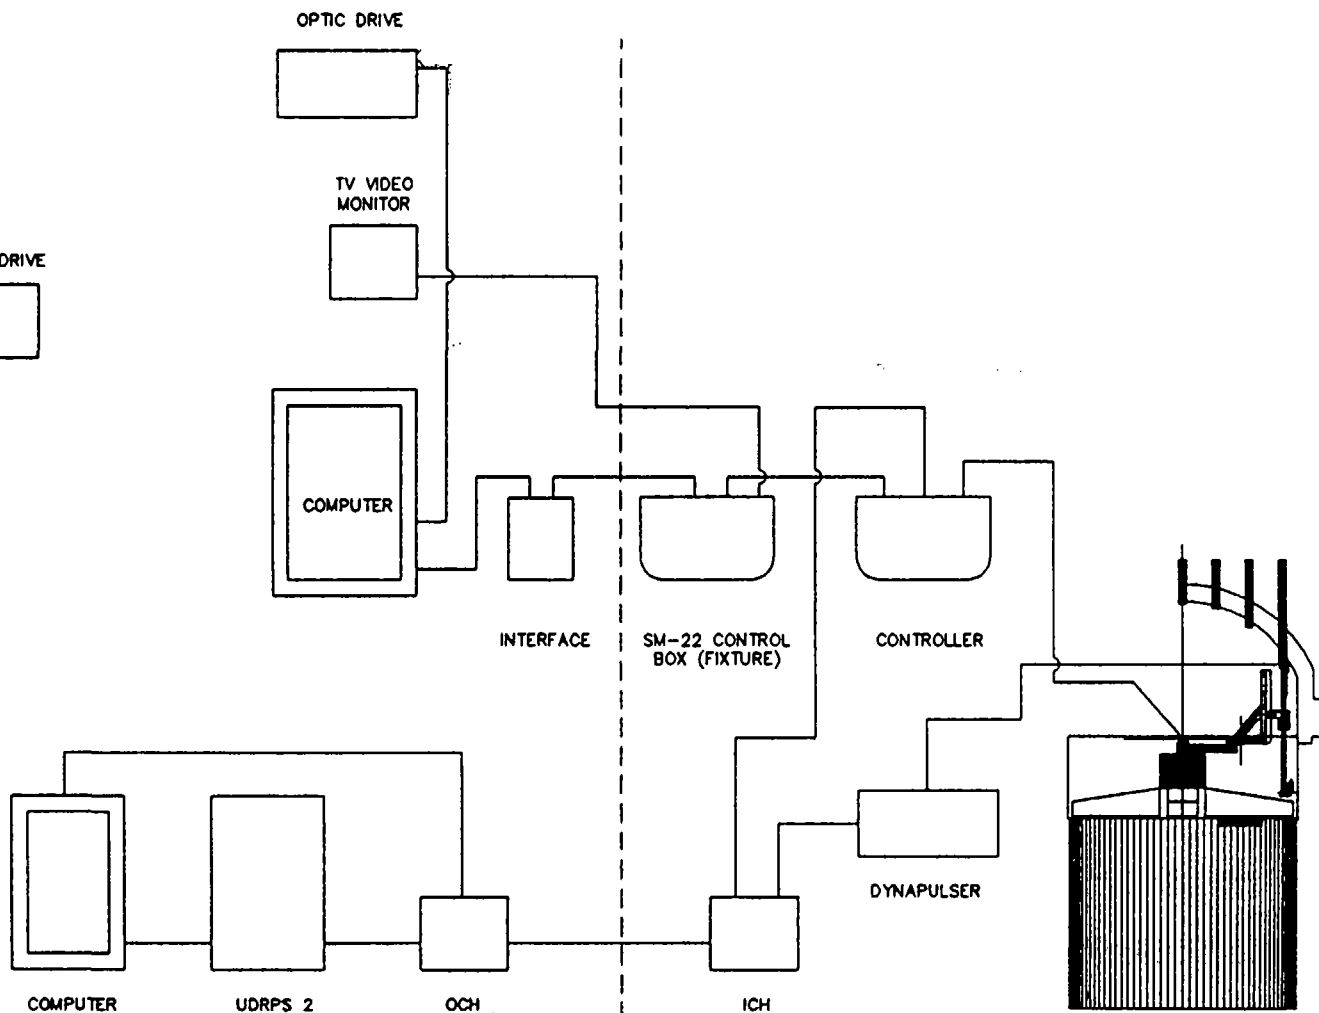 OPTIC DRIVE
TV VIDEO
MONITOR
DRIVE
COMPUTER
INTERFACE
SM-22 CONTROL
BOX (FIXTURE)
CONTROLLER
DYNAPULSER
COMPUTER
UDRPS 2
OCH
ICH